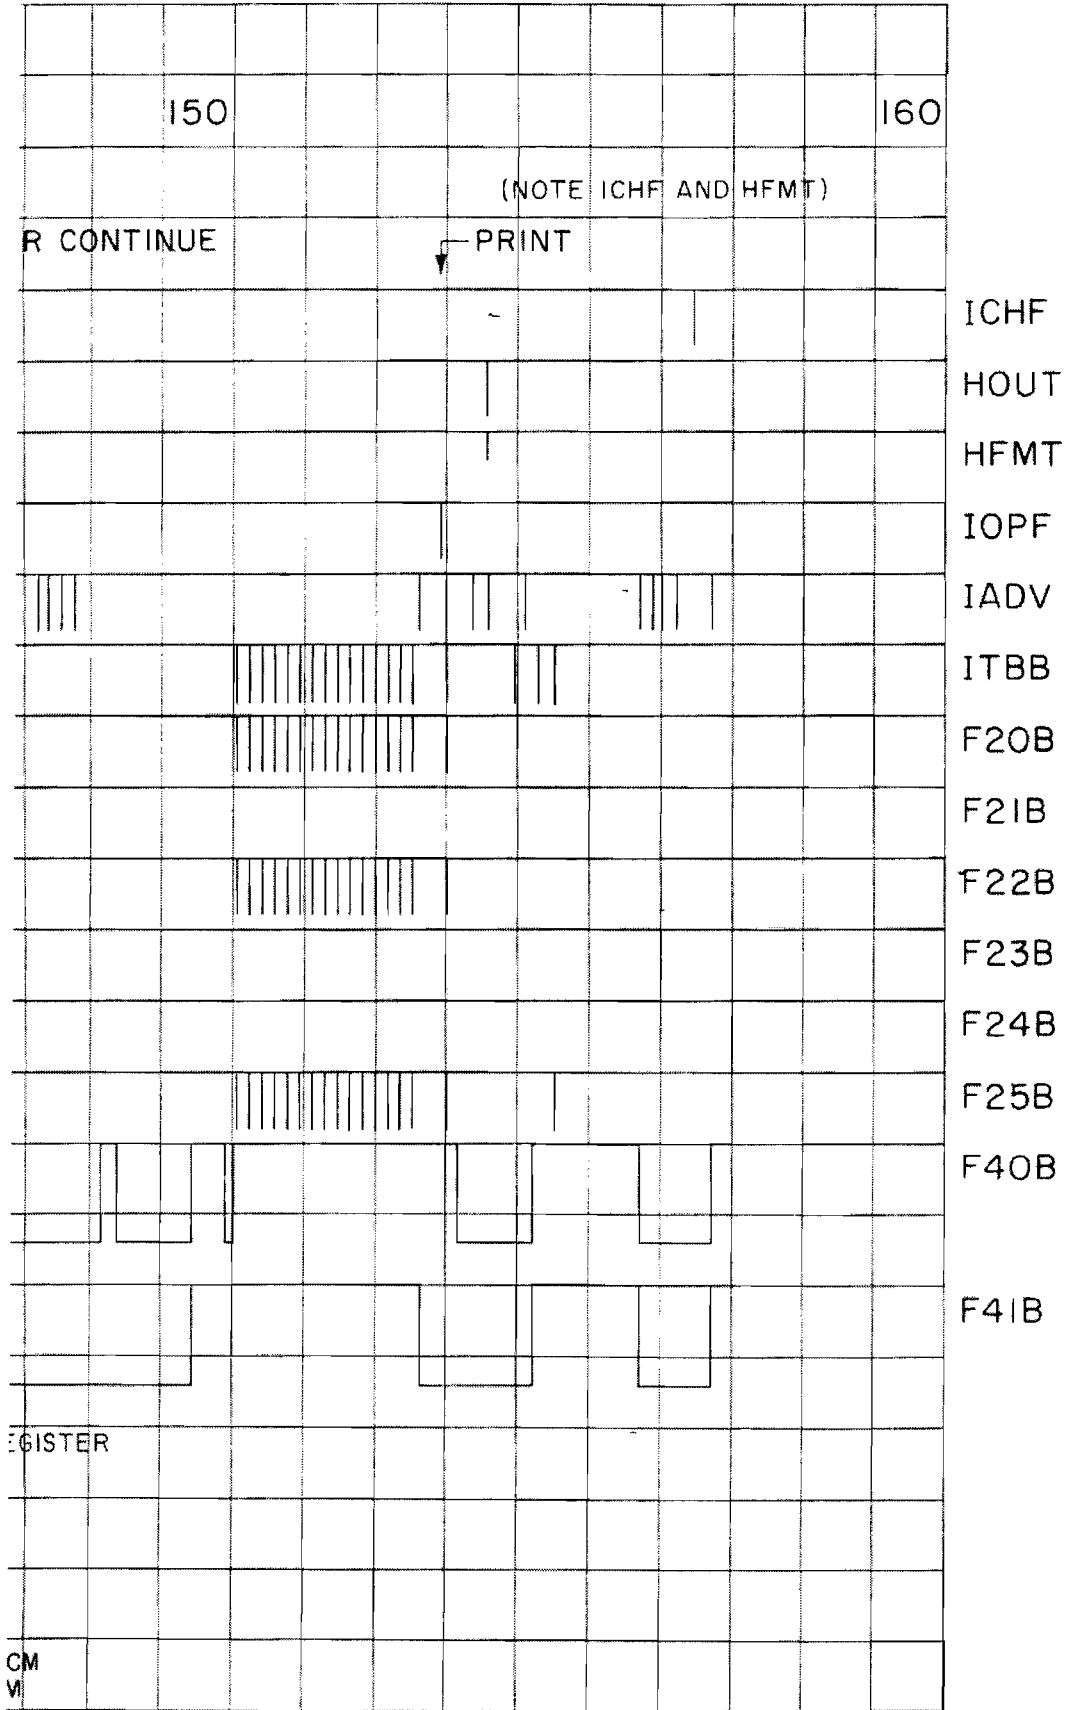 150 160
(NOTE ICHF AND HFMT)
R CONTINUE PRINT
ICHF
HOUT
HFMT
IOPF
IADV
ITBB
F20B
F21B
F22B
F23B
F24B
F25B
F40B
F41B
EGISTER
CM
M